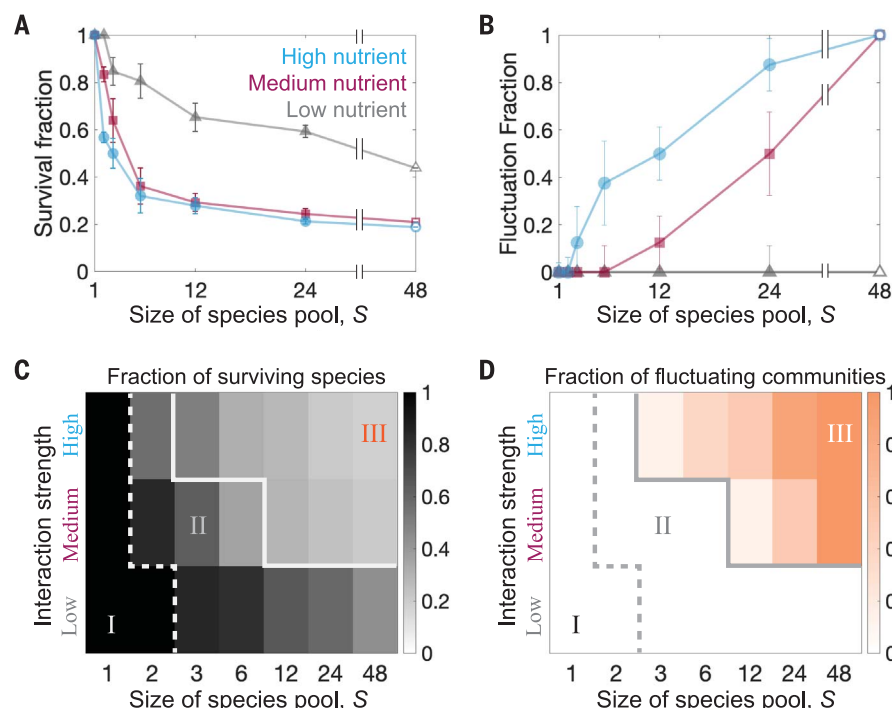 A
1
0.8
0.6
0.4
0.2
0
Survival fraction
High nutrient
Medium nutrient
Low nutrient
1 12 24 48
Size of species pool, S
B
1
0.8
0.6
0.4
0.2
0
Fluctuation Fraction
1 12 24 48
Size of species pool, S
C
Fraction of surviving species
Interaction strength
High
Medium
Low
I
II
III
1 2 3 6 12 24 48
Size of species pool, S
1
0.8
0.6
0.4
0.2
0
D
Fraction of fluctuating communities
Interaction strength
High
Medium
Low
I
II
III
1 2 3 6 12 24 48
Size of species pool, S